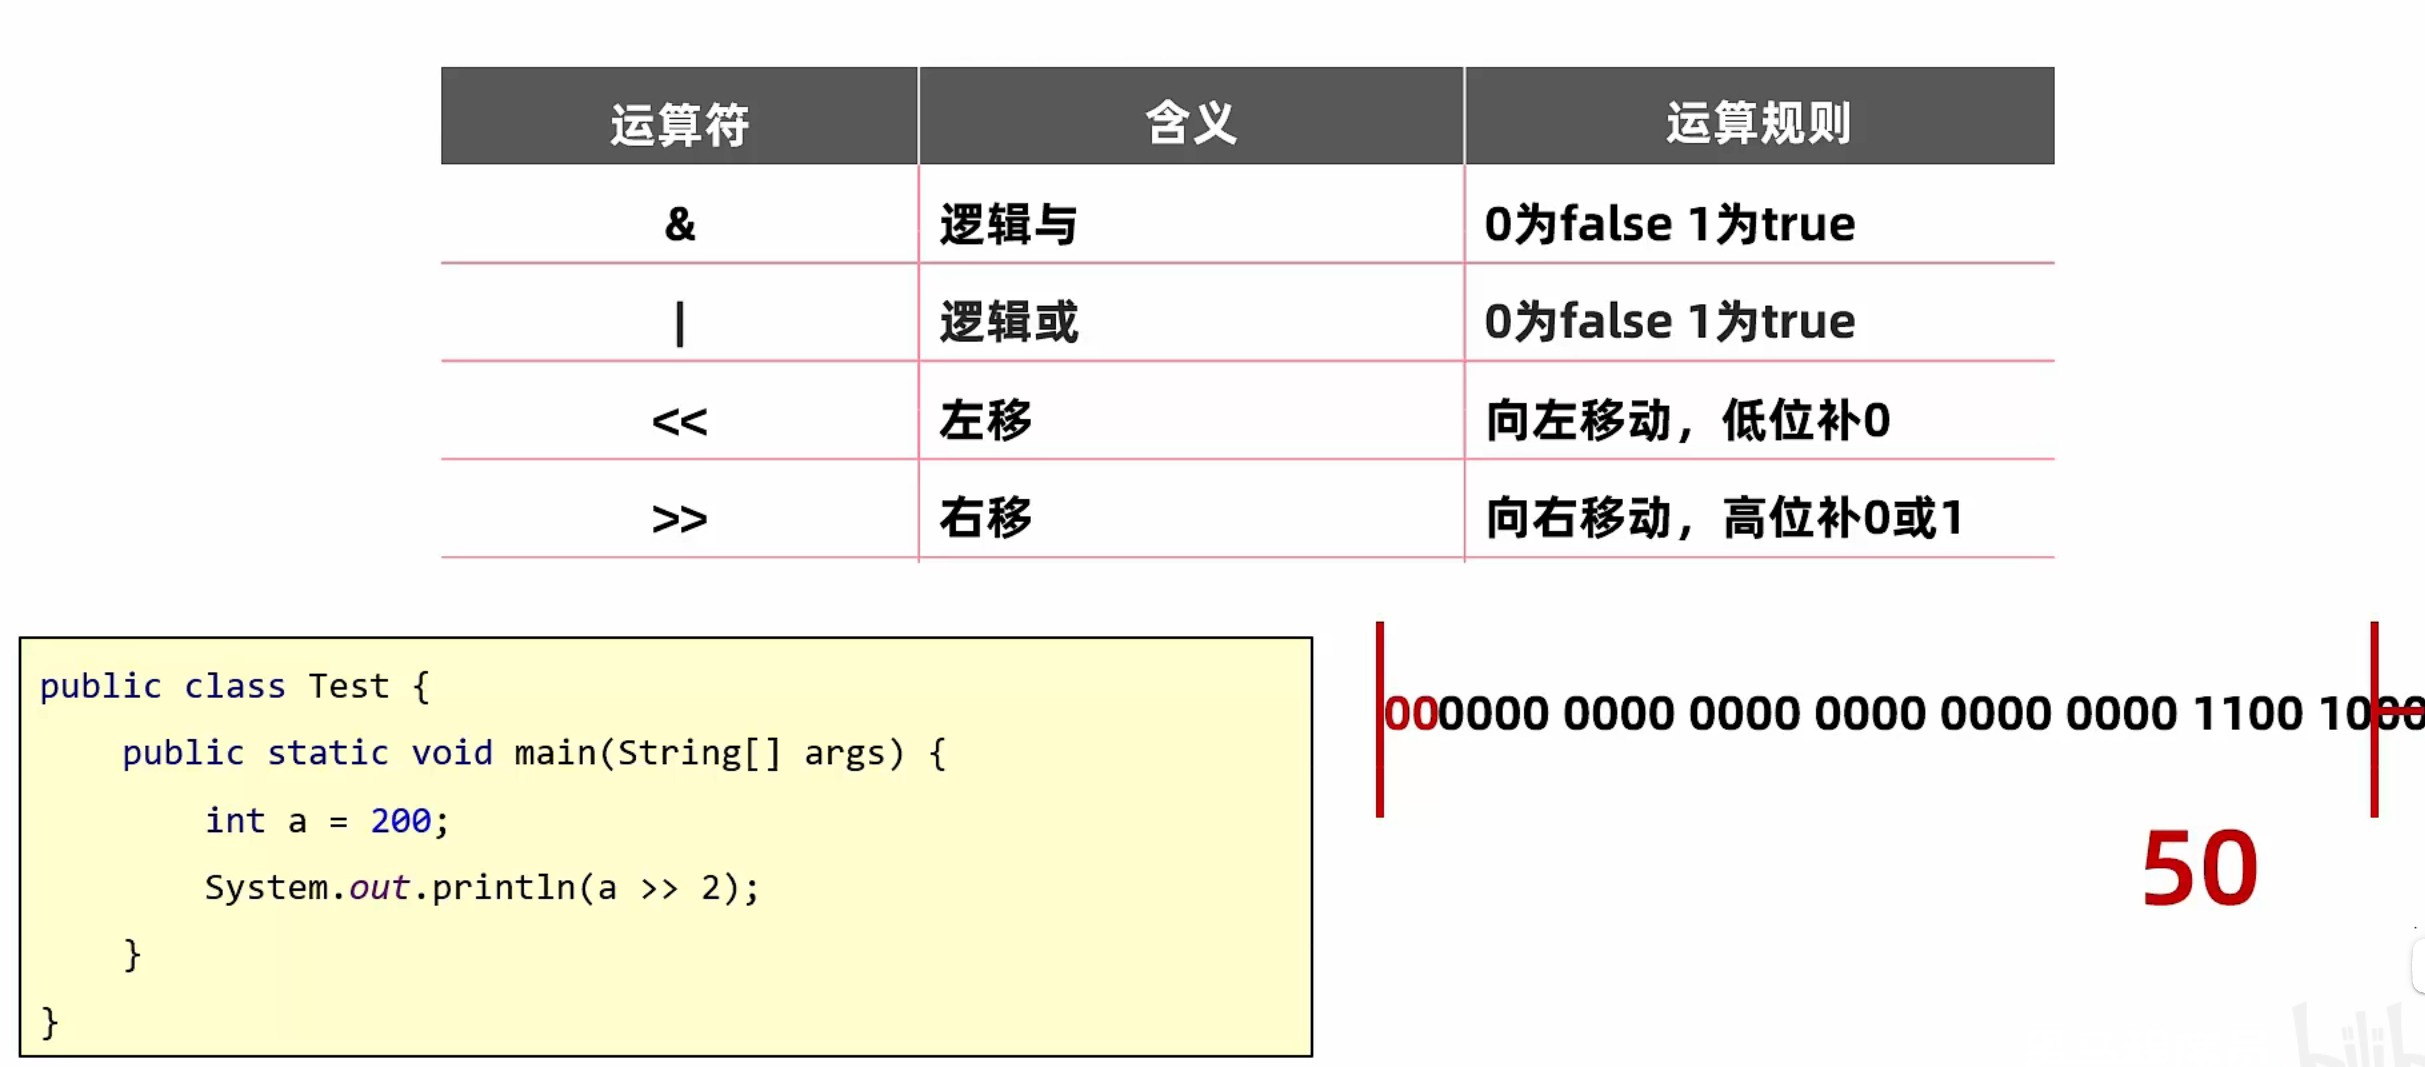 运算符 含义 运算规则
& 逻辑与 0为false 1为true
| 逻辑或 0为false 1为true
<< 左移 向左移动，低位补0
>> 右移 向右移动，高位补0或1
public class Test {
public static void main(String[] args) {
int a = 200;
System.out.println(a >> 2);
}
}
000000 0000 0000 0000 0000 0000 1100 1000
50